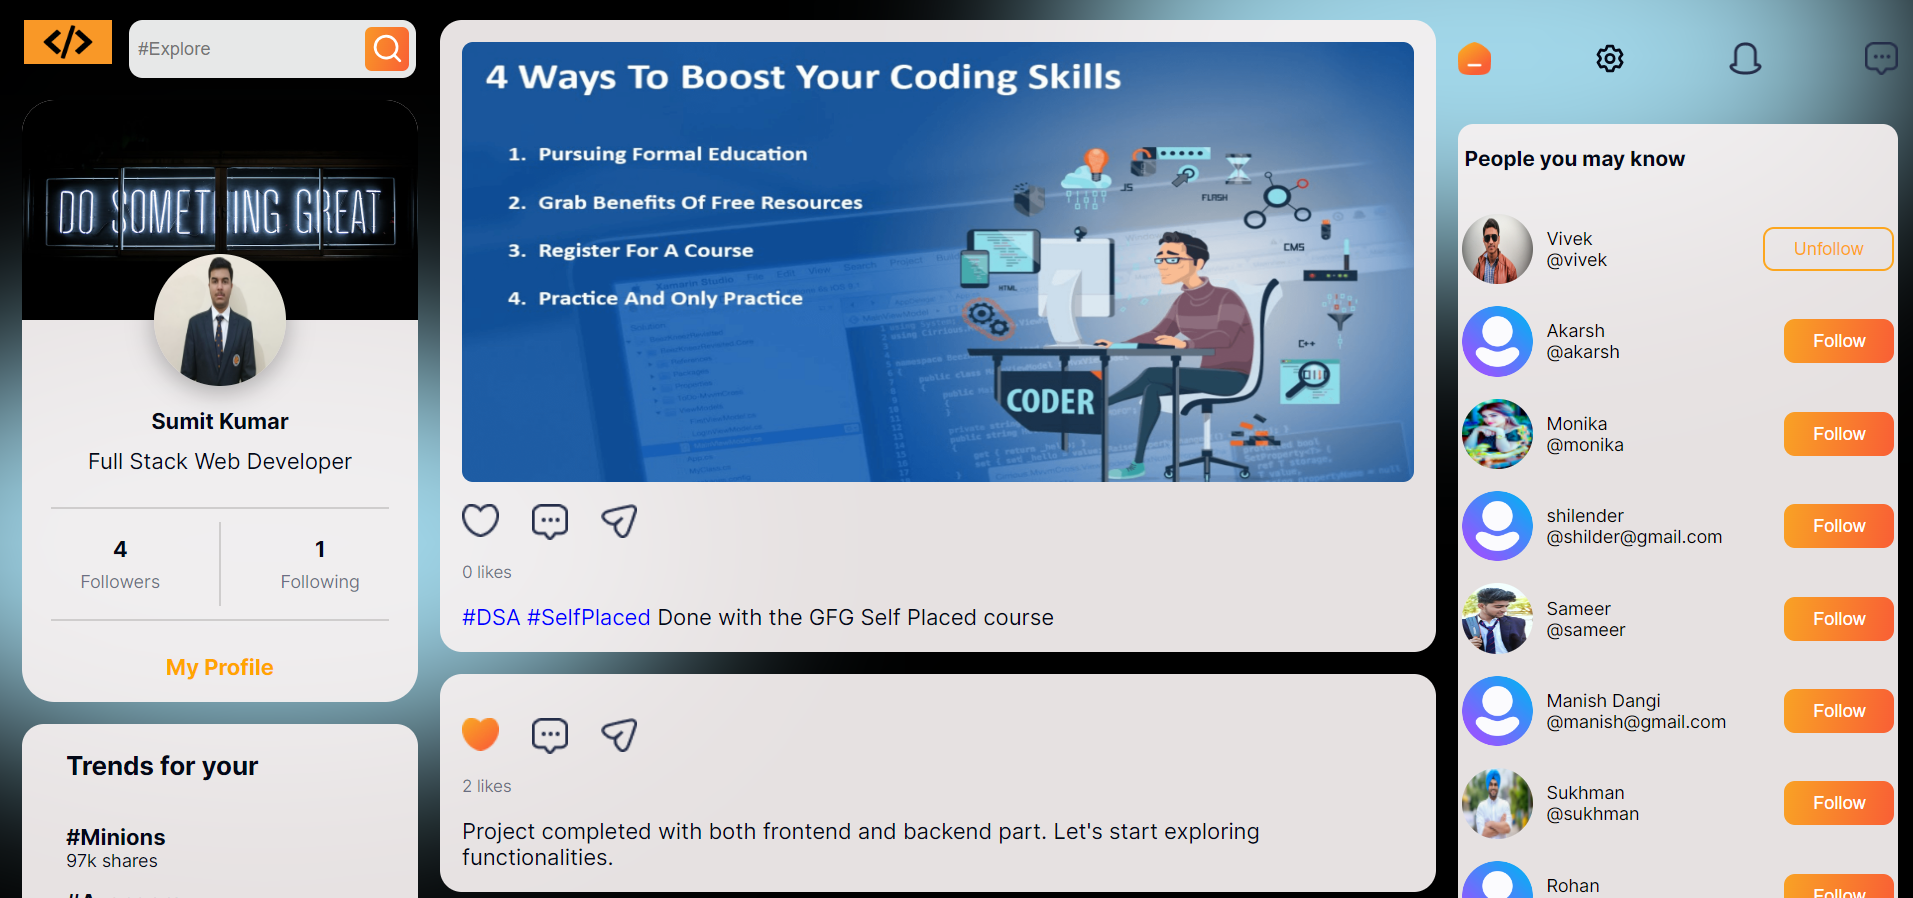 </>
#Explore
DO SOMETHING GREAT
Sumit Kumar
Full Stack Web Developer
4
Followers
1
Following
My Profile
Trends for your
#Minions
97k shares
4 Ways To Boost Your Coding Skills
1. Pursuing Formal Education
2. Grab Benefits Of Free Resources
3. Register For A Course
4. Practice And Only Practice
JS
FLASH
CMS
HTML
C++
CODER
0 likes
#DSA #SelfPlaced Done with the GFG Self Placed course
2 likes
Project completed with both frontend and backend part. Let's start exploring
functionalities.
People you may know
Vivek
@vivek
Unfollow
Akarsh
@akarsh
Follow
Monika
@monika
Follow
shilender
@shilder@gmail.com
Follow
Sameer
@sameer
Follow
Manish Dangi
@manish@gmail.com
Follow
Sukhman
@sukhman
Follow
Rohan
Follow